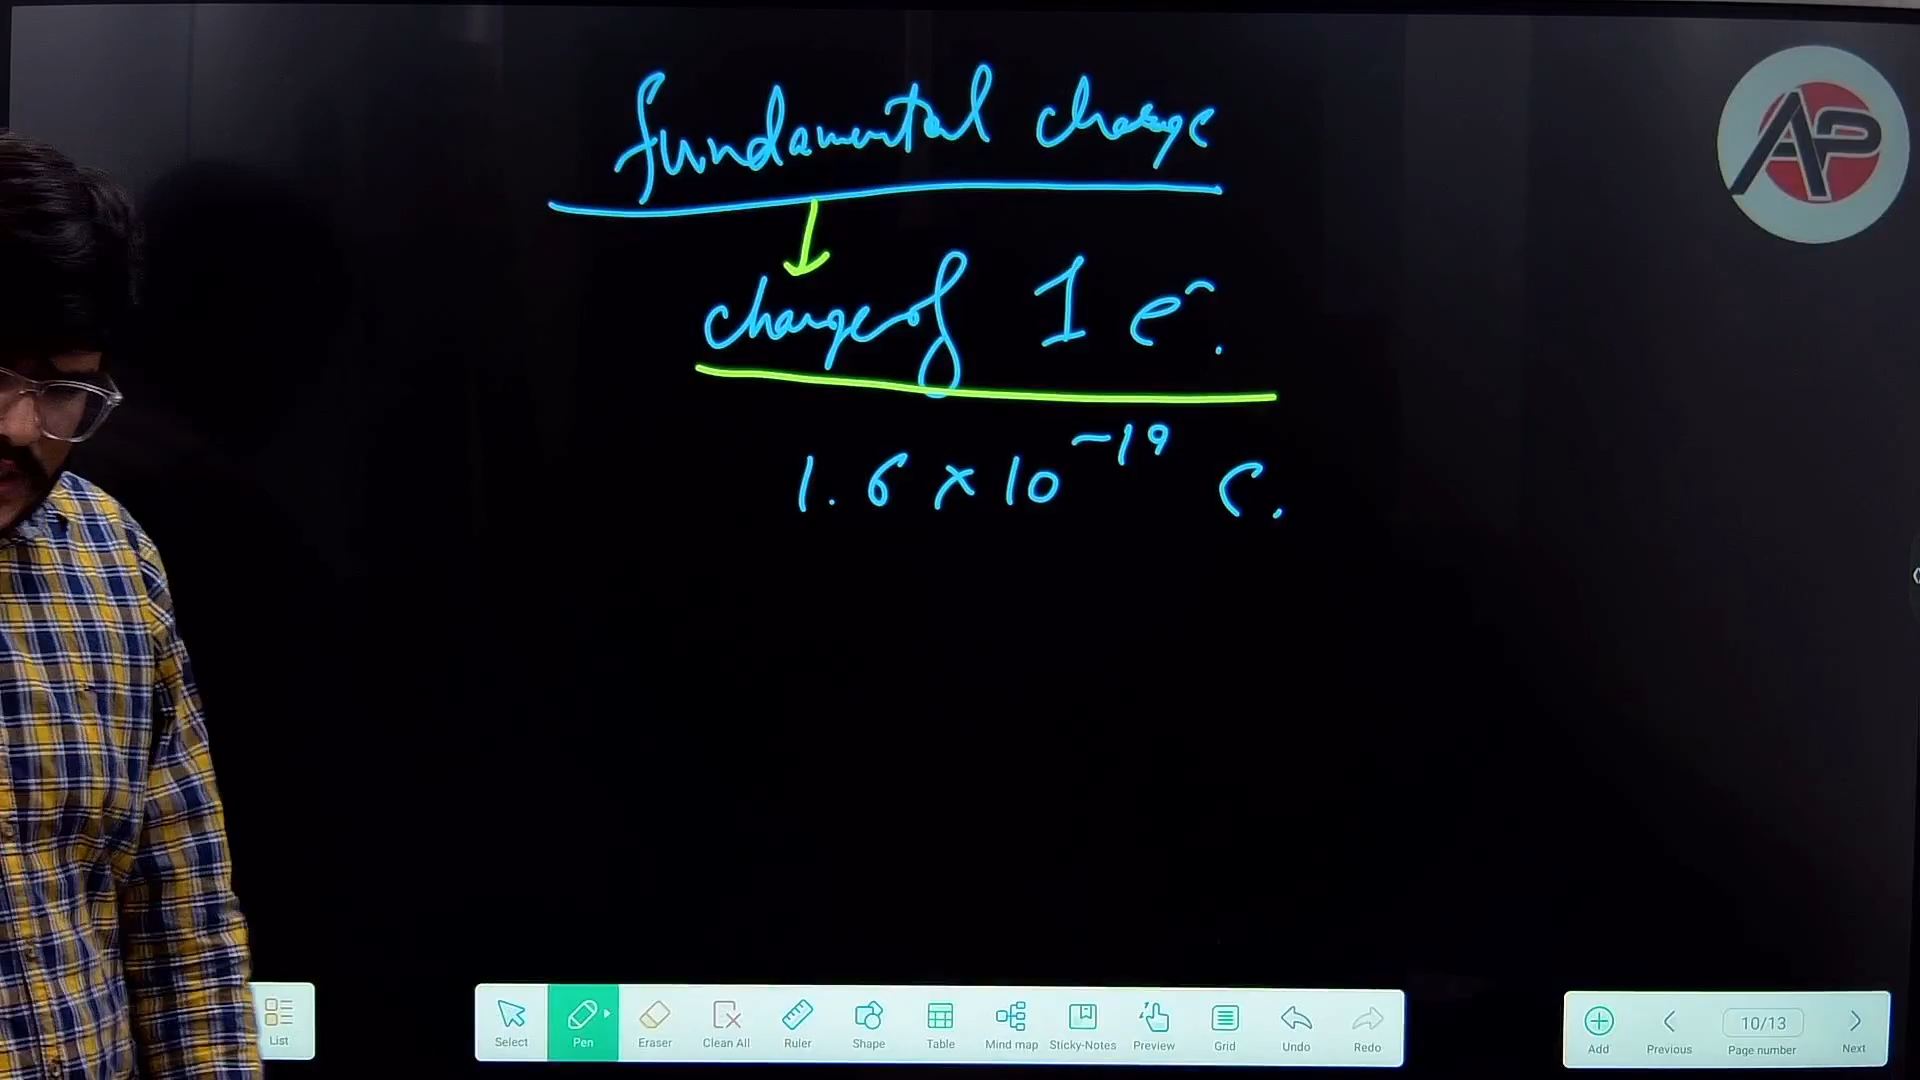 fundamental charge
charge of 1 e⁻.
1.6 × 10⁻¹⁹ C.
AP
List
Select
Pen
Eraser
Clean All
Ruler
Shape
Table
Mind map
Sticky-Notes
Preview
Grid
Undo
Redo
Add
Previous
10/13
Page number
Next